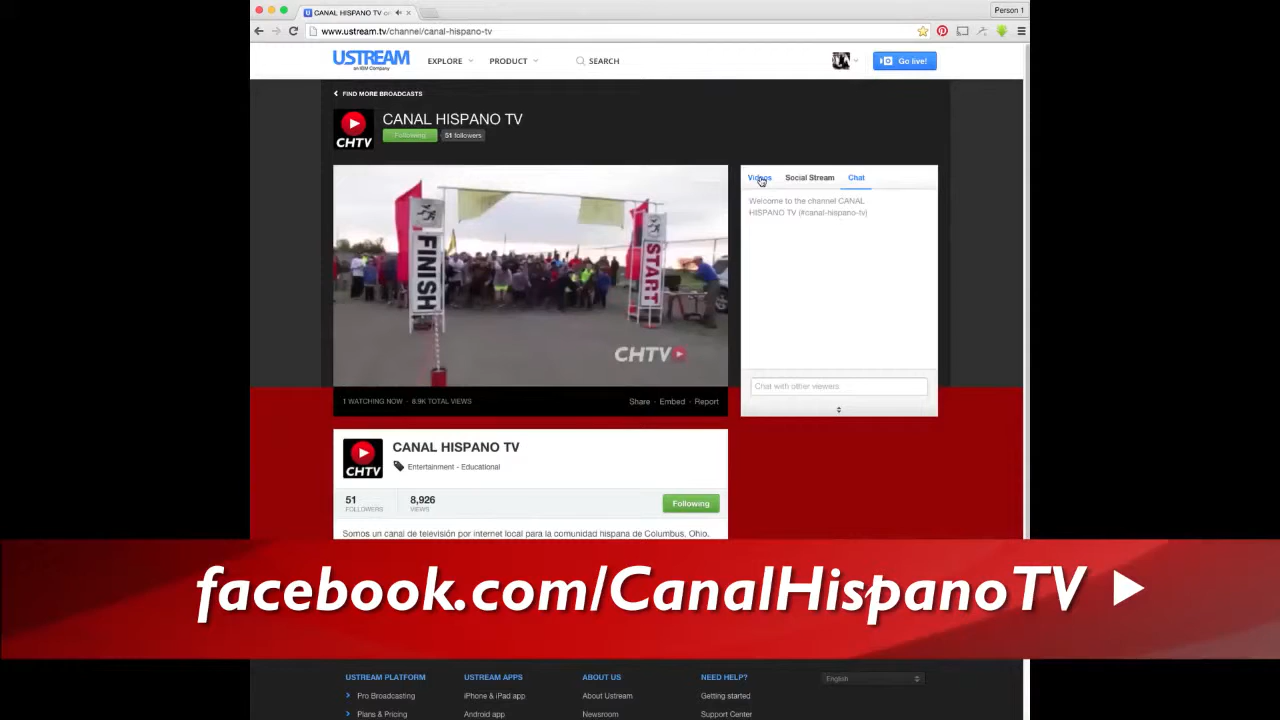 CANAL HISPANO TV
Person 1
www.ustream.tv/channel/canal-hispano-tv
USTREAM
an IBM Company
EXPLORE
PRODUCT
SEARCH
Go live!
FIND MORE BROADCASTS
CHTV
CANAL HISPANO TV
Following
51 followers
FINISH
START
CHTV
Videos
Social Stream
Chat
Welcome to the channel CANAL
HISPANO TV (#canal-hispano-tv)
Chat with other viewers
1 WATCHING NOW · 8.9K TOTAL VIEWS
Share · Embed · Report
CHTV
CANAL HISPANO TV
Entertainment - Educational
51
FOLLOWERS
8,926
VIEWS
Following
Somos un canal de televisión por internet local para la comunidad hispana de Columbus, Ohio.
facebook.com/CanalHispanoTV
USTREAM PLATFORM
Pro Broadcasting
Plans & Pricing
USTREAM APPS
iPhone & iPad app
Android app
ABOUT US
About Ustream
Newsroom
NEED HELP?
Getting started
Support Center
English